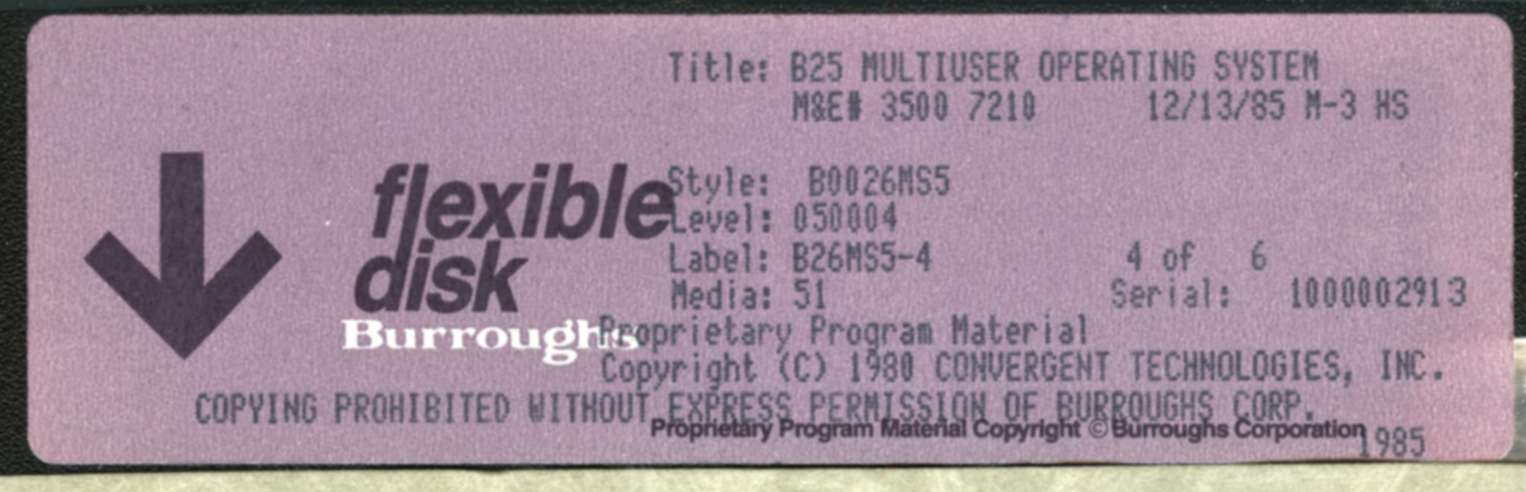 Title: B25 MULTIUSER OPERATING SYSTEM
M&E# 3500 7210 12/13/85 M-3 HS
flexible
disk
Burroughs
Style: B0026MS5
Level: 050004
Label: B26MS5-4 4 of 6
Media: 51 Serial: 1000002913
Proprietary Program Material
Copyright (C) 1980 CONVERGENT TECHNOLOGIES, INC.
COPYING PROHIBITED WITHOUT EXPRESS PERMISSION OF BURROUGHS CORP.
Proprietary Program Material Copyright © Burroughs Corporation 1985